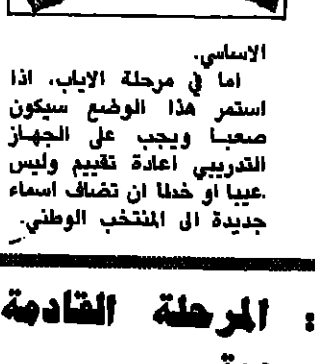 الاساسي.
اما في مرحلة الاياب، اذا
استمر هذا الوضع سيكون
صعبا ويجب على الجهاز
التدريبي اعادة تقييم وليس
عيبا او خطا ان تضاف اسماء
جديدة الى المنتخب الوطني.
: المرحلة القادمة